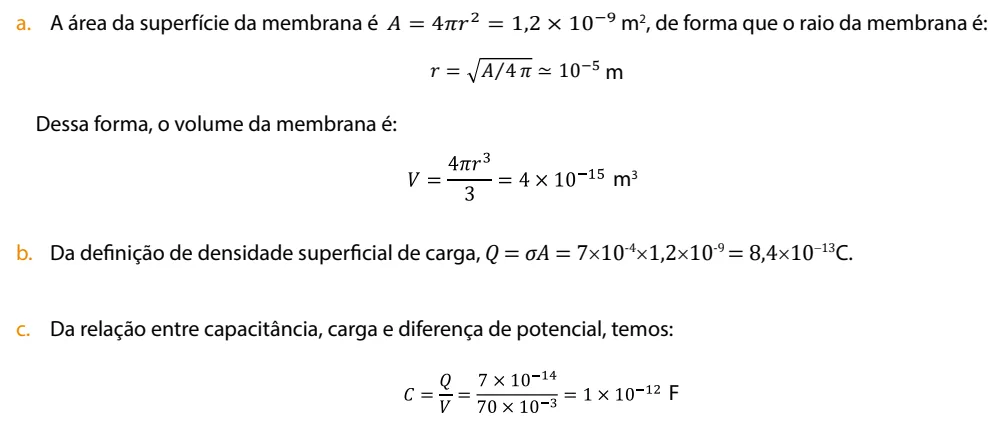 a. A área da superfície da membrana é A = 4πr² = 1,2 × 10⁻⁹ m², de forma que o raio da membrana é:
r = √(A/4 π) ≃ 10⁻⁵ m
Dessa forma, o volume da membrana é:
V = 4πr³/3 = 4 × 10⁻¹⁵ m³
b. Da definição de densidade superficial de carga, Q = σA = 7×10⁻⁴×1,2×10⁻⁹ = 8,4×10⁻¹³C.
c. Da relação entre capacitância, carga e diferença de potencial, temos:
C = Q/V = 7 × 10⁻¹⁴/70 × 10⁻³ = 1 × 10⁻¹² F